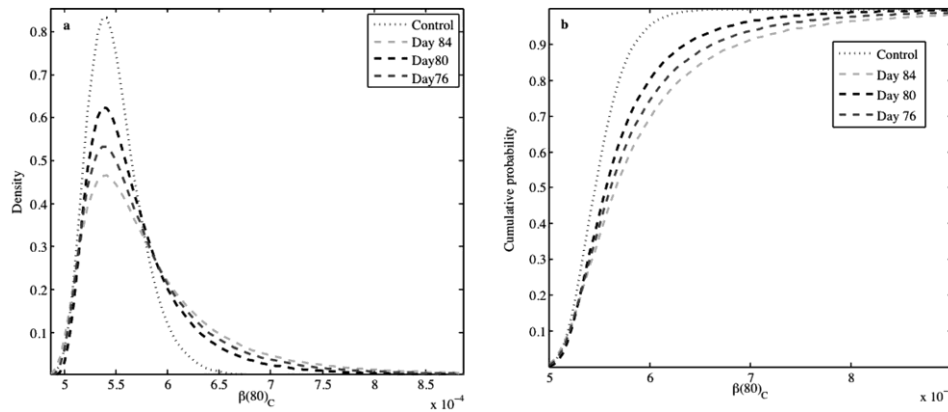 a
Control
Day 84
Day80
Day76
Density
0.8
0.7
0.6
0.5
0.4
0.3
0.2
0.1
5
5.5
6
6.5
7
7.5
8
8.5
β(80)C
x 10⁻⁴
b
Control
Day 84
Day 80
Day 76
Cumulative probability
0.9
0.8
0.7
0.6
0.5
0.4
0.3
0.2
0.1
5
6
7
8
β(80)C
x 10⁻⁴